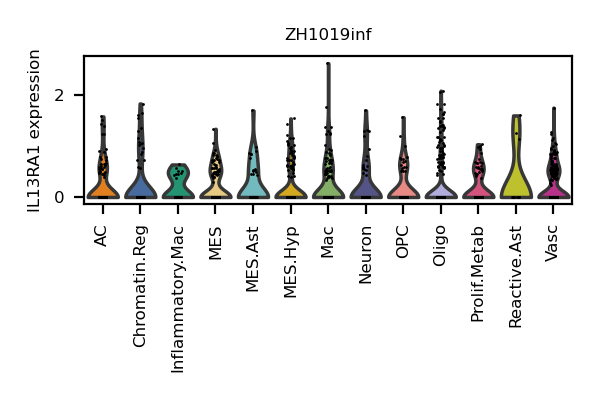 ZH1019inf
IL13RA1 expression
2
0
AC
Chromatin.Reg
Inflammatory.Mac
MES
MES.Ast
MES.Hyp
Mac
Neuron
OPC
Oligo
Prolif.Metab
Reactive.Ast
Vasc